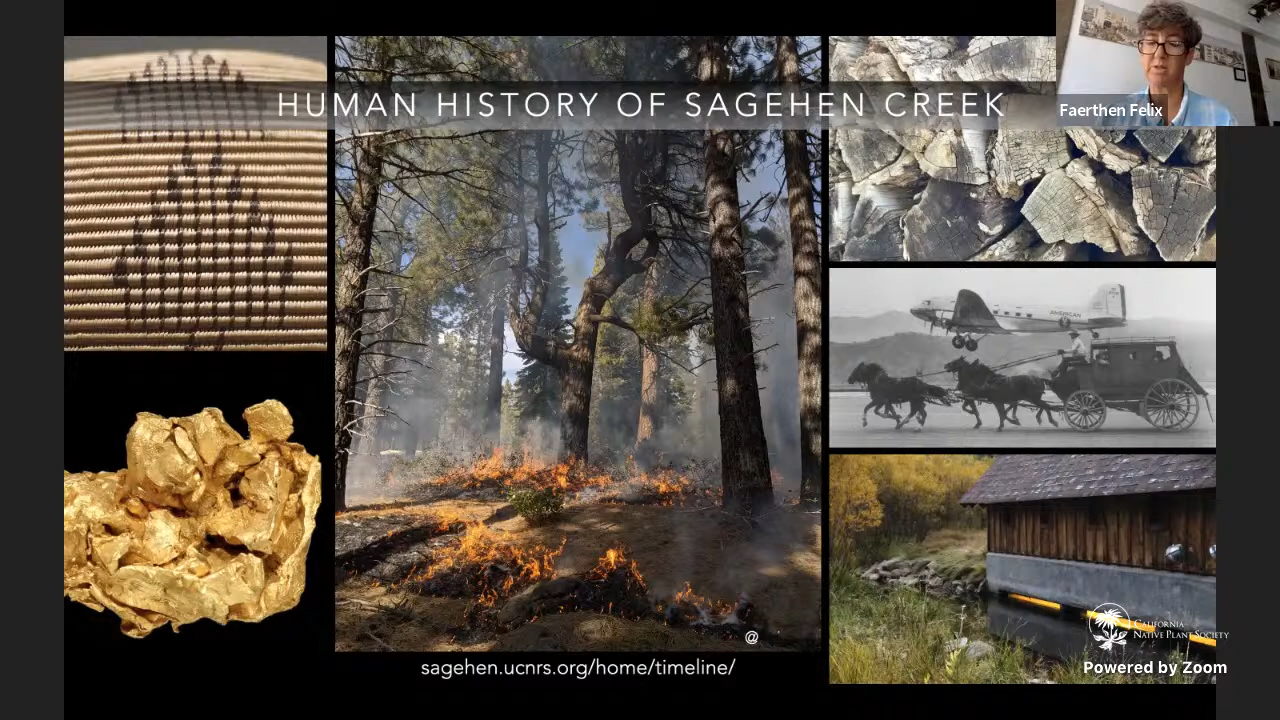 HUMAN HISTORY OF SAGEHEN CREEK
Faerthen Felix
AMERICAN
@
CALIFORNIA
NATIVE PLANT SOCIETY
Powered by Zoom
sagehen.ucnrs.org/home/timeline/